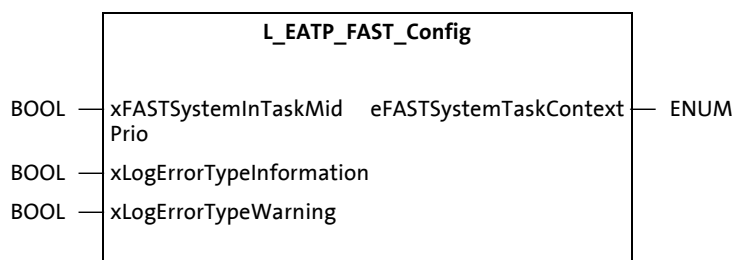 L_EATP_FAST_Config
BOOL xFASTSystemInTaskMid eFASTSystemTaskContext ENUM
Prio
BOOL xLogErrorTypeInformation
BOOL xLogErrorTypeWarning